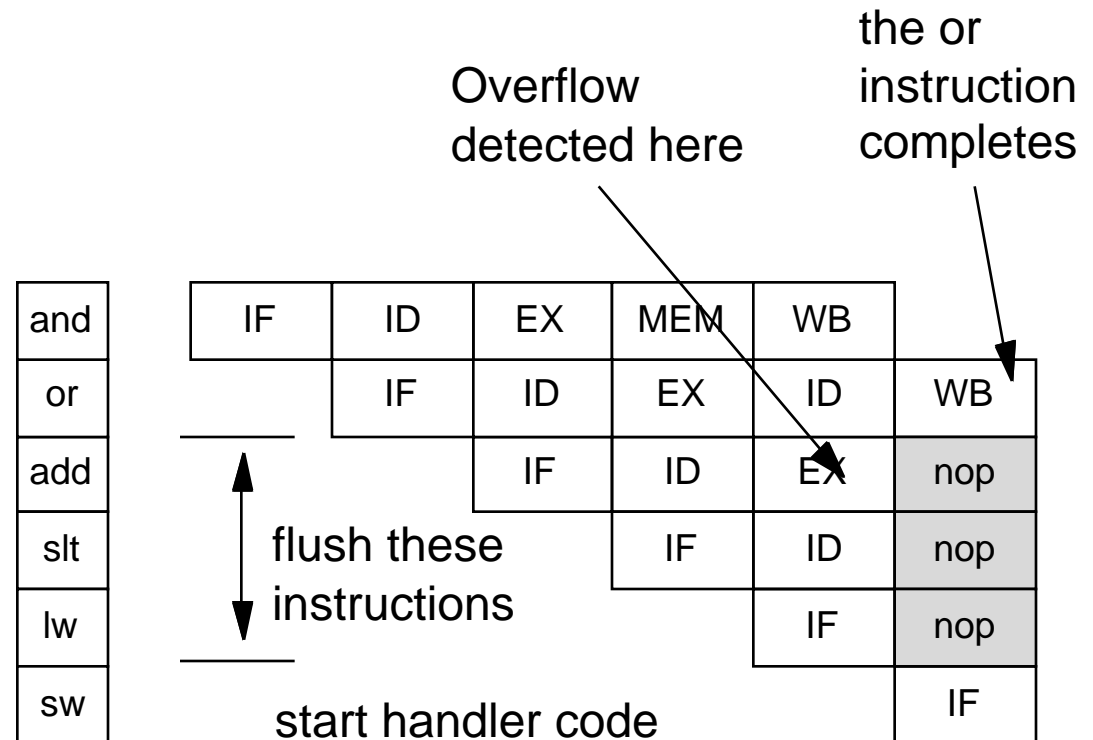 the or
instruction
completes
Overflow
detected here
and IF ID EX MEM WB
or IF ID EX ID WB
add IF ID EX nop
slt IF ID nop
lw IF nop
sw IF
flush these
instructions
start handler code